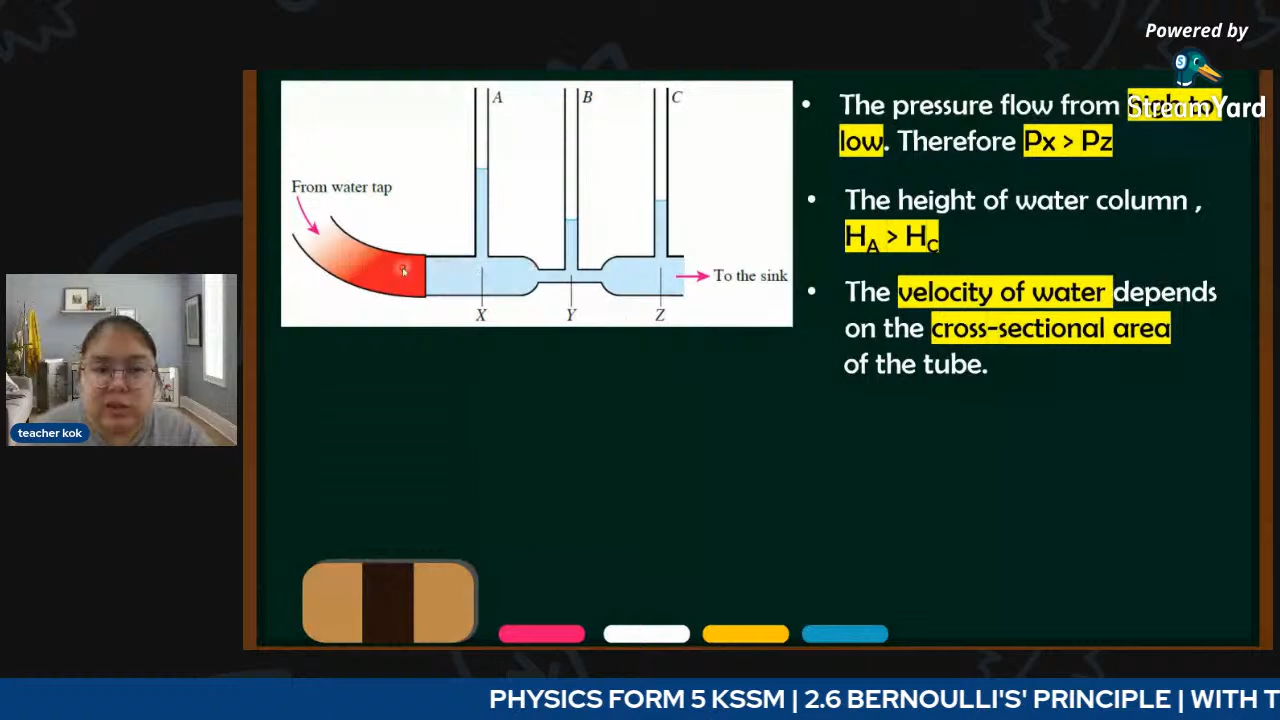 Powered by
StreamYard
A
B
C
From water tap
To the sink
X
Y
Z
• The pressure flow from high to
low. Therefore Px > Pz
• The height of water column ,
HA > HC
• The velocity of water depends
on the cross-sectional area
of the tube.
teacher kok
PHYSICS FORM 5 KSSM | 2.6 BERNOULLI'S' PRINCIPLE | WITH T